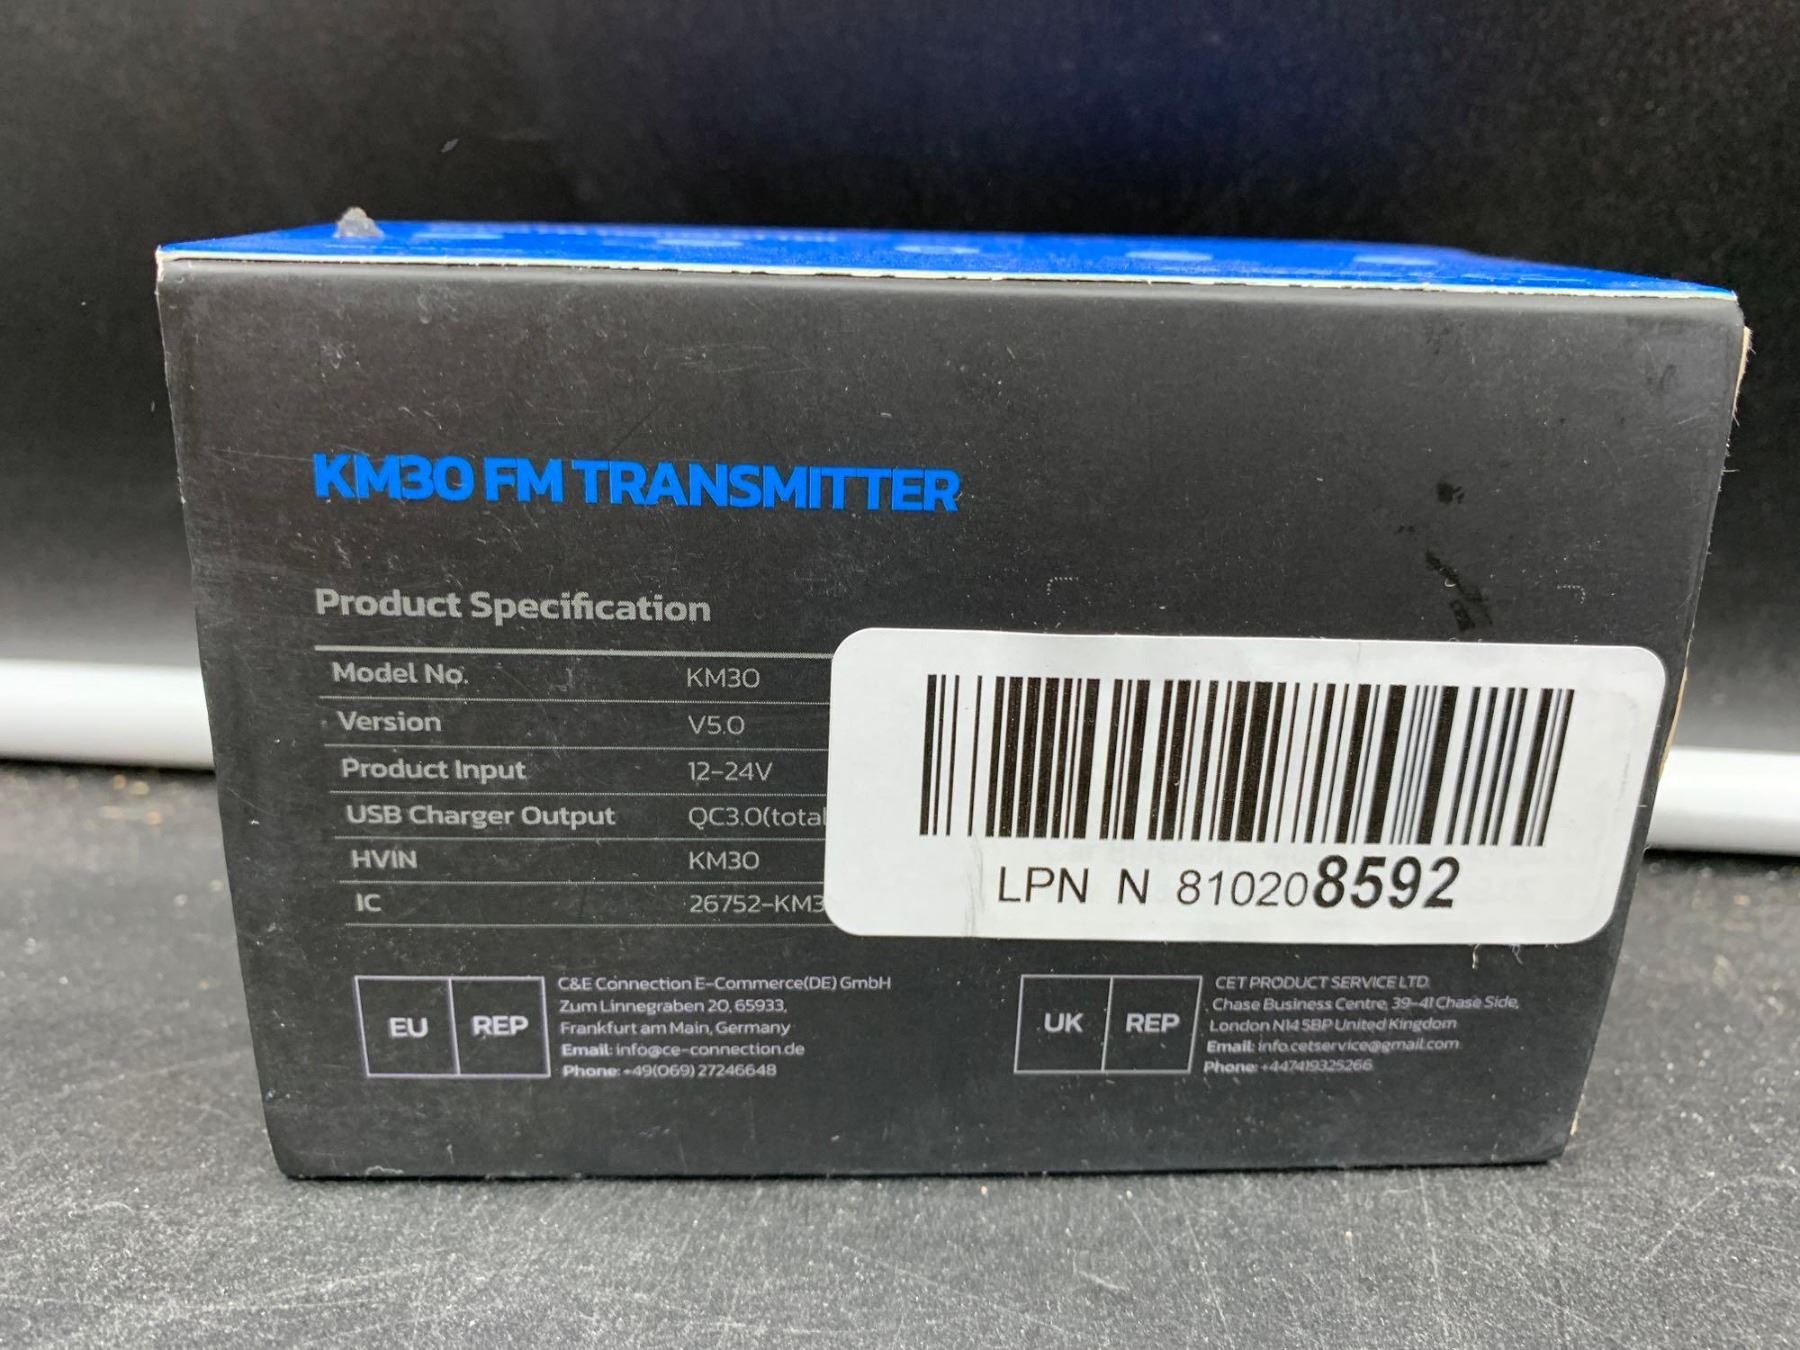 KM30 FM TRANSMITTER
Product Specification
Model No. KM30
Version V5.0
Product Input 12-24V
USB Charger Output QC3.0(total
HVIN KM30
IC 26752-KM3
LPN N 8102088592
EU REP
C&E Connection E-Commerce(DE) GmbH
Zum Linnegraben 20, 65933,
Frankfurt am Main, Germany
Email: info@ce-connection.de
Phone: +49(069) 27246648
UK REP
CET PRODUCT SERVICE LTD.
Chase Business Centre, 39-41 Chase Side,
London N14 5BP United Kingdom
Email: info.cetservice@gmail.com
Phone: +447419325266